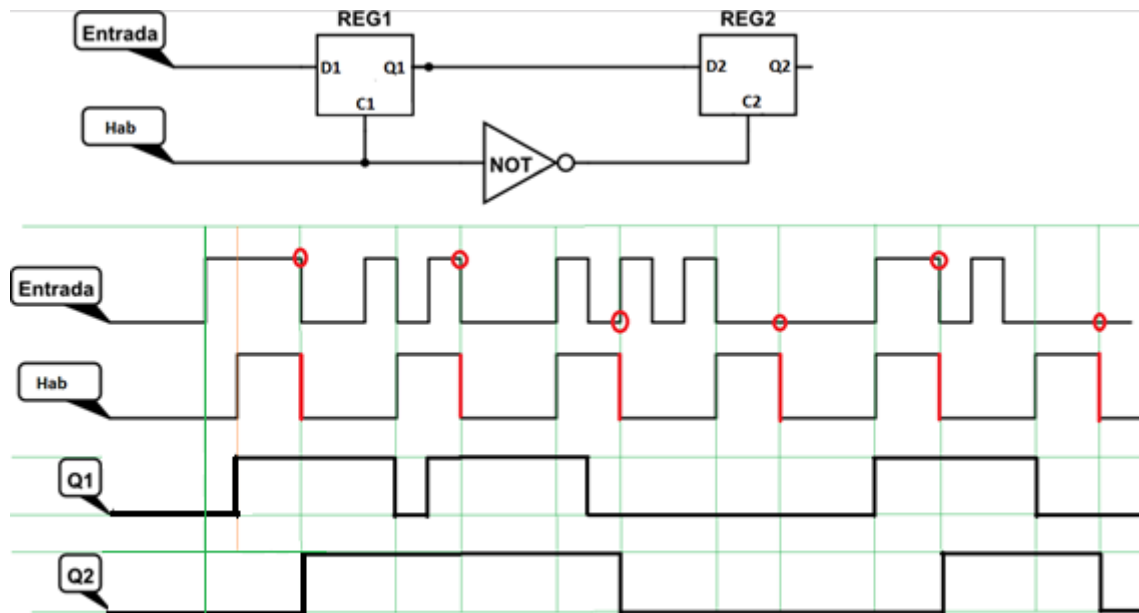 REG1 REG2
Entrada
D1 Q1 D2 Q2
C1 C2
Hab
NOT
Entrada
Hab
Q1
Q2